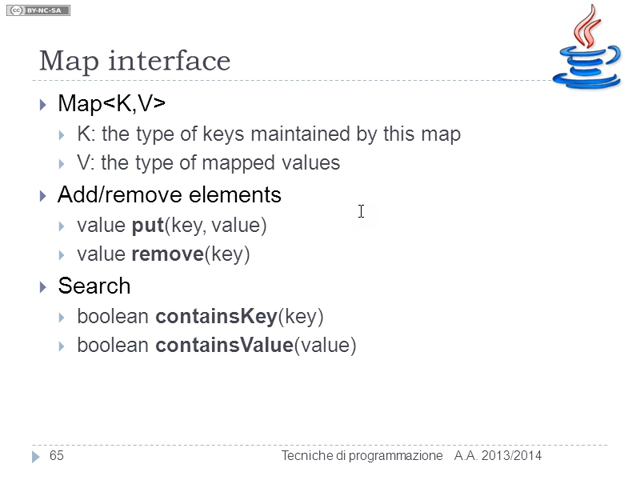 BY-NC-SA
Map interface
Map<K,V>
K: the type of keys maintained by this map
V: the type of mapped values
Add/remove elements
value put(key, value)
value remove(key)
Search
boolean containsKey(key)
boolean containsValue(value)
65 Tecniche di programmazione A.A. 2013/2014